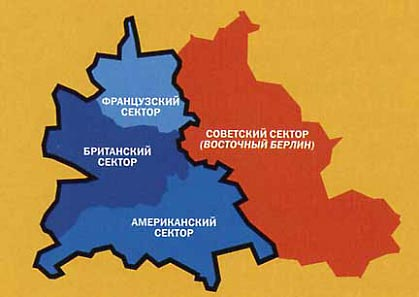 ФРАНЦУЗСКИЙ
СЕКТОР
СОВЕТСКИЙ СЕКТОР
(ВОСТОЧНЫЙ БЕРЛИН)
БРИТАНСКИЙ
СЕКТОР
АМЕРИКАНСКИЙ
СЕКТОР